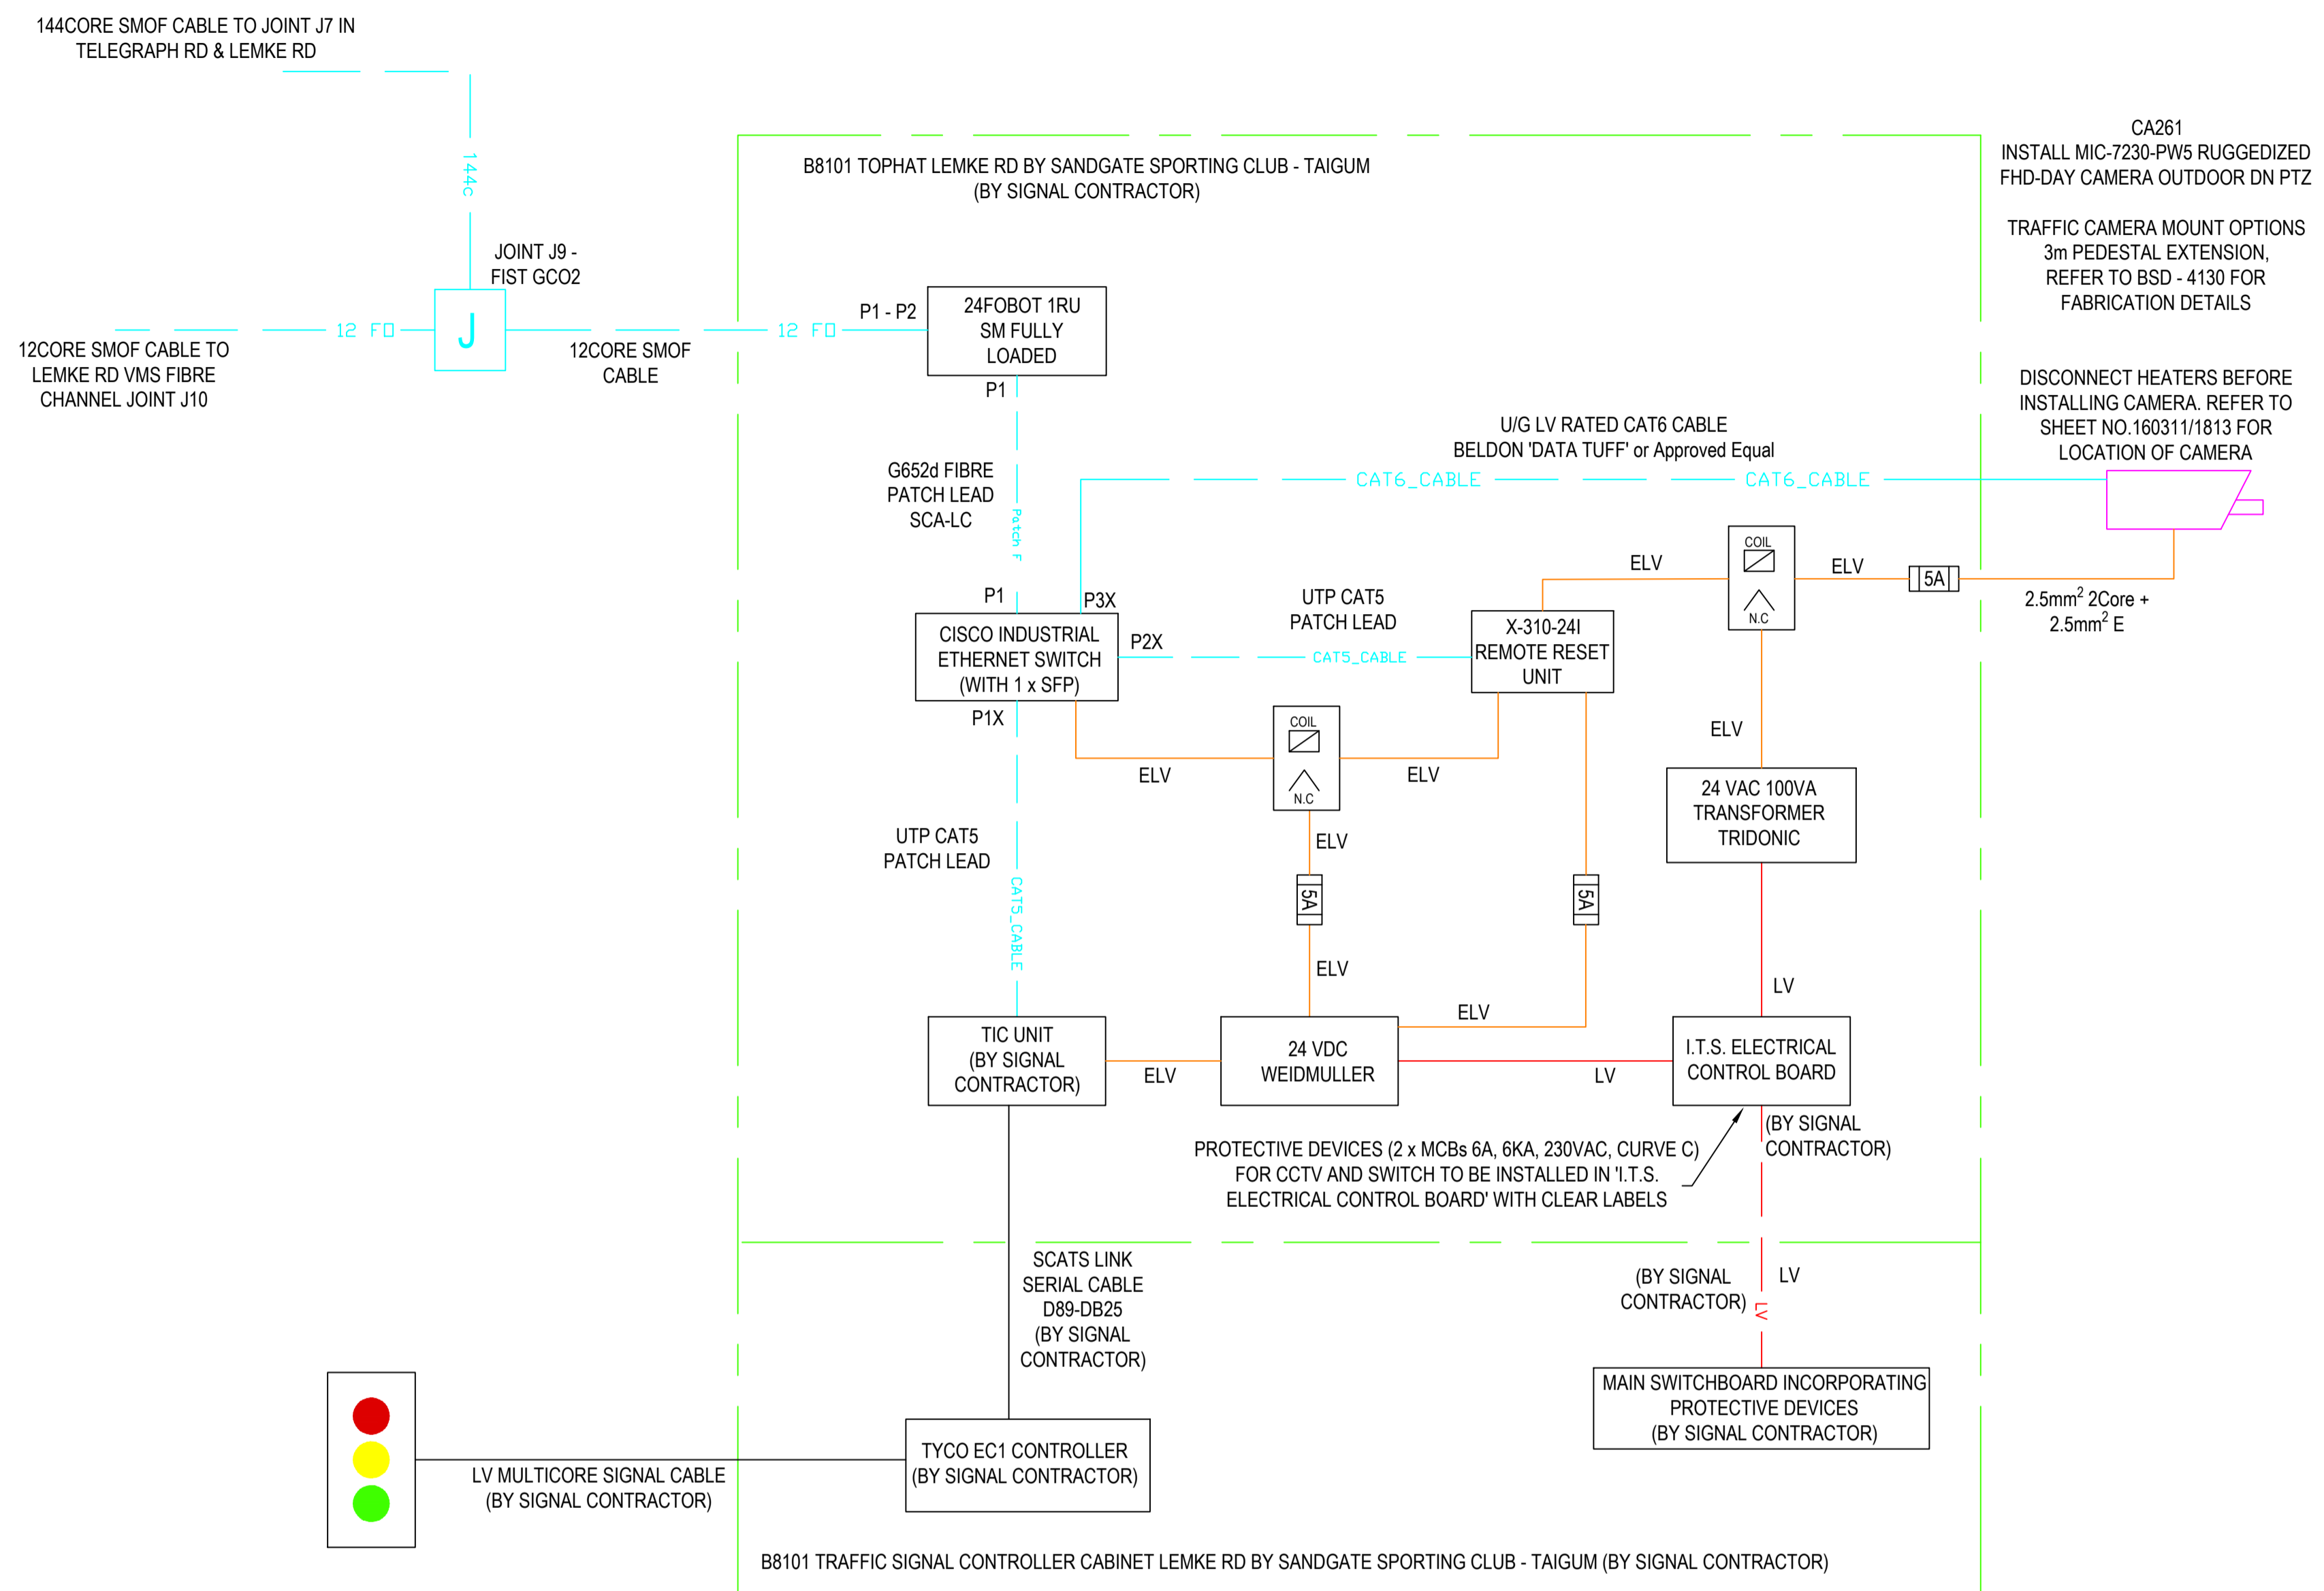 144CORE SMOF CABLE TO JOINT J7 IN
TELEGRAPH RD & LEMKE RD
144c
JOINT J9 -
FIST GCO2
J
12 FO
12CORE SMOF CABLE TO
LEMKE RD VMS FIBRE
CHANNEL JOINT J10
12CORE SMOF
CABLE
12 FO
B8101 TOPHAT LEMKE RD BY SANDGATE SPORTING CLUB - TAIGUM
(BY SIGNAL CONTRACTOR)
P1 - P2
24FOBOT 1RU
SM FULLY
LOADED
P1
G652d FIBRE
PATCH LEAD
SCA-LC
Patch F
P1
P3X
CISCO INDUSTRIAL
ETHERNET SWITCH
(WITH 1 x SFP)
P2X
P1X
U/G LV RATED CAT6 CABLE
BELDON 'DATA TUFF' or Approved Equal
CAT6_CABLE
CAT6_CABLE
CA261
INSTALL MIC-7230-PW5 RUGGEDIZED
FHD-DAY CAMERA OUTDOOR DN PTZ
TRAFFIC CAMERA MOUNT OPTIONS
3m PEDESTAL EXTENSION,
REFER TO BSD - 4130 FOR
FABRICATION DETAILS
DISCONNECT HEATERS BEFORE
INSTALLING CAMERA. REFER TO
SHEET NO.160311/1813 FOR
LOCATION OF CAMERA
UTP CAT5
PATCH LEAD
CAT5_CABLE
X-310-24I
REMOTE RESET
UNIT
ELV
COIL
N.C
ELV
5A
2.5mm² 2Core +
2.5mm² E
ELV
COIL
N.C
ELV
ELV
ELV
5A
ELV
5A
ELV
24 VAC 100VA
TRANSFORMER
TRIDONIC
LV
UTP CAT5
PATCH LEAD
CAT5_CABLE
TIC UNIT
(BY SIGNAL
CONTRACTOR)
ELV
24 VDC
WEIDMULLER
LV
I.T.S. ELECTRICAL
CONTROL BOARD
(BY SIGNAL
CONTRACTOR)
PROTECTIVE DEVICES (2 x MCBs 6A, 6KA, 230VAC, CURVE C)
FOR CCTV AND SWITCH TO BE INSTALLED IN 'I.T.S.
ELECTRICAL CONTROL BOARD' WITH CLEAR LABELS
SCATS LINK
SERIAL CABLE
D89-DB25
(BY SIGNAL
CONTRACTOR)
(BY SIGNAL
CONTRACTOR)
LV
LV
MAIN SWITCHBOARD INCORPORATING
PROTECTIVE DEVICES
(BY SIGNAL CONTRACTOR)
TYCO EC1 CONTROLLER
(BY SIGNAL CONTRACTOR)
LV MULTICORE SIGNAL CABLE
(BY SIGNAL CONTRACTOR)
B8101 TRAFFIC SIGNAL CONTROLLER CABINET LEMKE RD BY SANDGATE SPORTING CLUB - TAIGUM (BY SIGNAL CONTRACTOR)